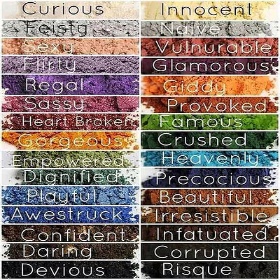 Curious
Feisty
Sexy
Flirty
Regal
Sassy
Heart Broken
Gorgeous
Empowered
Dignified
Playful
Awestruck
Confident
Daring
Devious
Innocent
Naive
Vulnurable
Glamorous
Giddy
Provoked
Famous
Crushed
Heavenly
Precocious
Beautiful
Irresistible
Infatuated
Corrupted
Risque